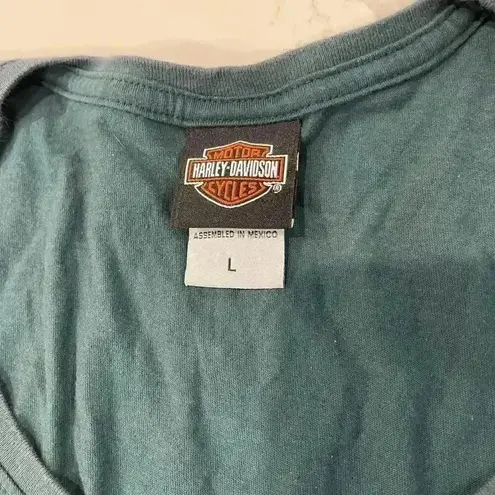 MOTOR
HARLEY-DAVIDSON
CYCLES ®
ASSEMBLED IN MEXICO
L